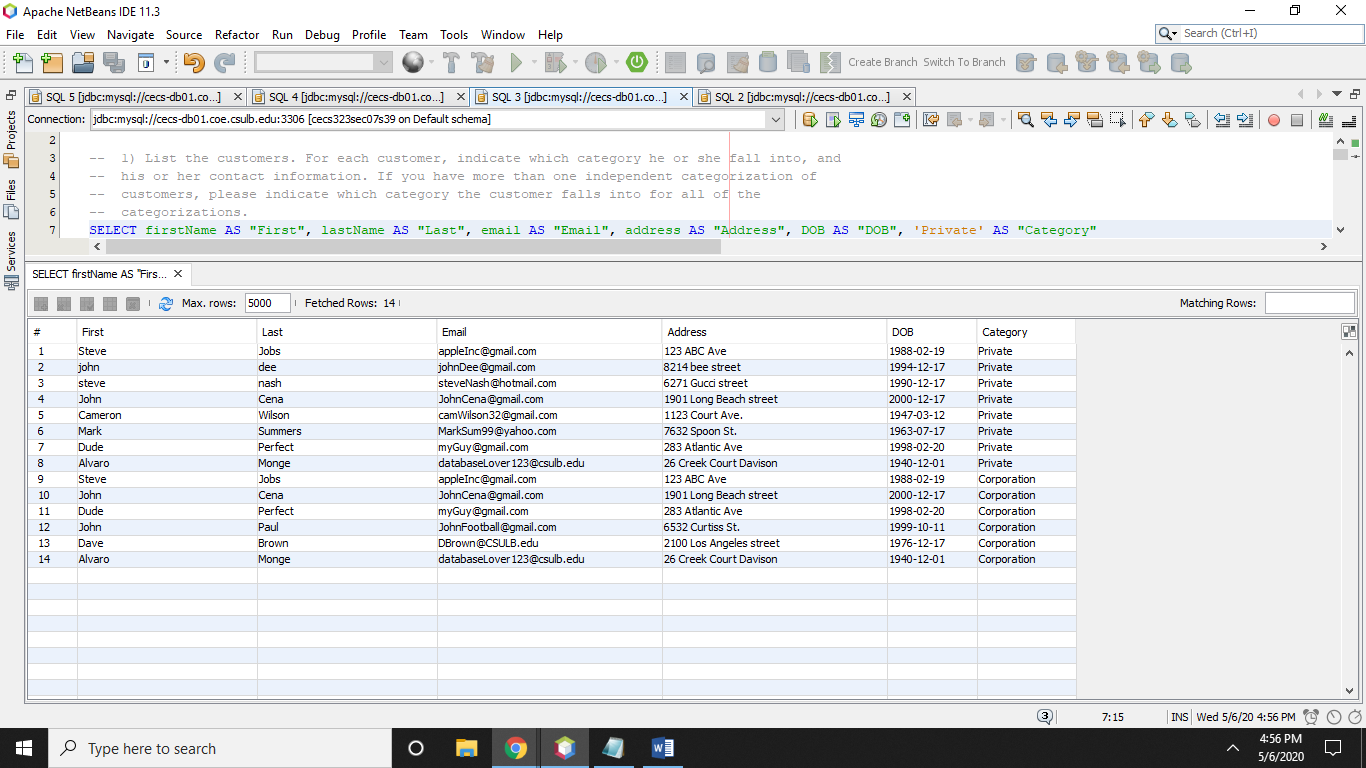 Apache NetBeans IDE 11.3
File Edit View Navigate Source Refactor Run Debug Profile Team Tools Window Help
Search (Ctrl+I)
Create Branch Switch To Branch
SQL 5 [jdbc:mysql://cecs-db01.co...] SQL 4 [jdbc:mysql://cecs-db01.co...] SQL 3 [jdbc:mysql://cecs-db01.co...] SQL 2 [jdbc:mysql://cecs-db01.co...]
Connection: jdbc:mysql://cecs-db01.coe.csulb.edu:3306 [cecs323sec07s39 on Default schema]
Projects
Files
Services
2
3 -- 1) List the customers. For each customer, indicate which category he or she fall into, and
4 -- his or her contact information. If you have more than one independent categorization of
5 -- customers, please indicate which category the customer falls into for all of the
6 -- categorizations.
7 SELECT firstName AS "First", lastName AS "Last", email AS "Email", address AS "Address", DOB AS "DOB", 'Private' AS "Category"
SELECT firstName AS "Firs...
Max. rows: 5000 Fetched Rows: 14 Matching Rows:
# First Last Email Address DOB Category
1 Steve Jobs appleInc@gmail.com 123 ABC Ave 1988-02-19 Private
2 john dee johnDee@gmail.com 8214 bee street 1994-12-17 Private
3 steve nash steveNash@hotmail.com 6271 Gucci street 1990-12-17 Private
4 John Cena JohnCena@gmail.com 1901 Long Beach street 2000-12-17 Private
5 Cameron Wilson camWilson32@gmail.com 1123 Court Ave. 1947-03-12 Private
6 Mark Summers MarkSum99@yahoo.com 7632 Spoon St. 1963-07-17 Private
7 Dude Perfect myGuy@gmail.com 283 Atlantic Ave 1998-02-20 Private
8 Alvaro Monge databaseLover123@csulb.edu 26 Creek Court Davison 1940-12-01 Private
9 Steve Jobs appleInc@gmail.com 123 ABC Ave 1988-02-19 Corporation
10 John Cena JohnCena@gmail.com 1901 Long Beach street 2000-12-17 Corporation
11 Dude Perfect myGuy@gmail.com 283 Atlantic Ave 1998-02-20 Corporation
12 John Paul JohnFootball@gmail.com 6532 Curtiss St. 1999-10-11 Corporation
13 Dave Brown DBrown@CSULB.edu 2100 Los Angeles street 1976-12-17 Corporation
14 Alvaro Monge databaseLover123@csulb.edu 26 Creek Court Davison 1940-12-01 Corporation
3 7:15 INS Wed 5/6/20 4:56 PM
Type here to search
4:56 PM
5/6/2020